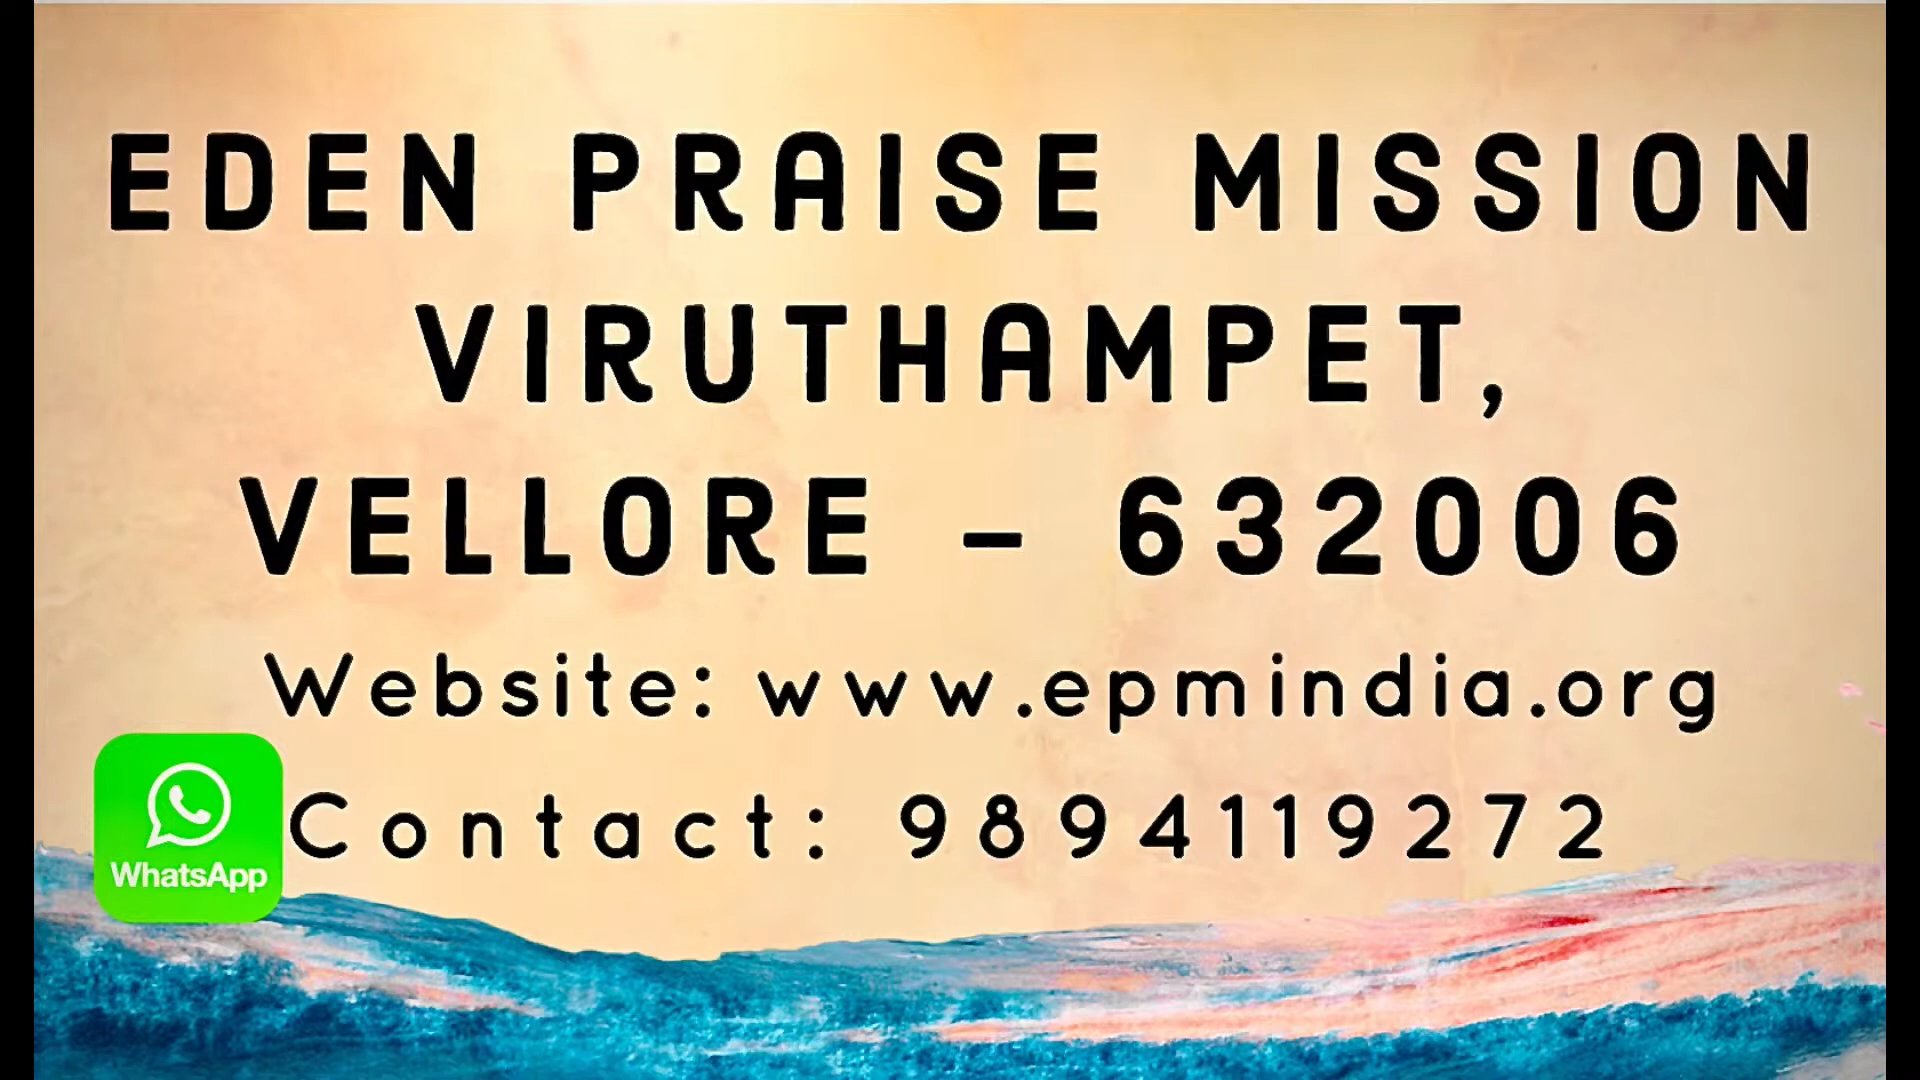 EDEN PRAISE MISSION
VIRUTHAMPET,
VELLORE – 632006
Website: www.epmindia.org
Contact: 9894119272
WhatsApp